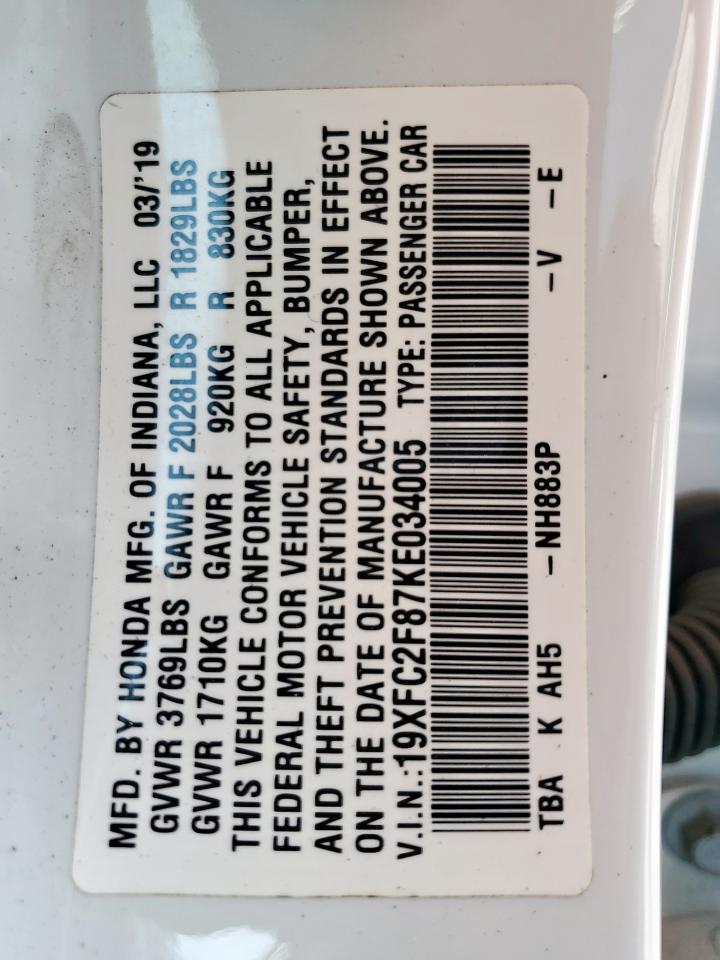 MFD. BY HONDA MFG. OF INDIANA, LLC 03/'19
GVWR 3769LBS GAWR F 2028LBS R 1829LBS
GVWR 1710KG GAWR F 920KG R 830KG
THIS VEHICLE CONFORMS TO ALL APPLICABLE
FEDERAL MOTOR VEHICLE SAFETY, BUMPER,
AND THEFT PREVENTION STANDARDS IN EFFECT
ON THE DATE OF MANUFACTURE SHOWN ABOVE.
V.I.N.:19XFC2F87KE034005 TYPE: PASSENGER CAR
TBA K AH5 –NH883P –V –E